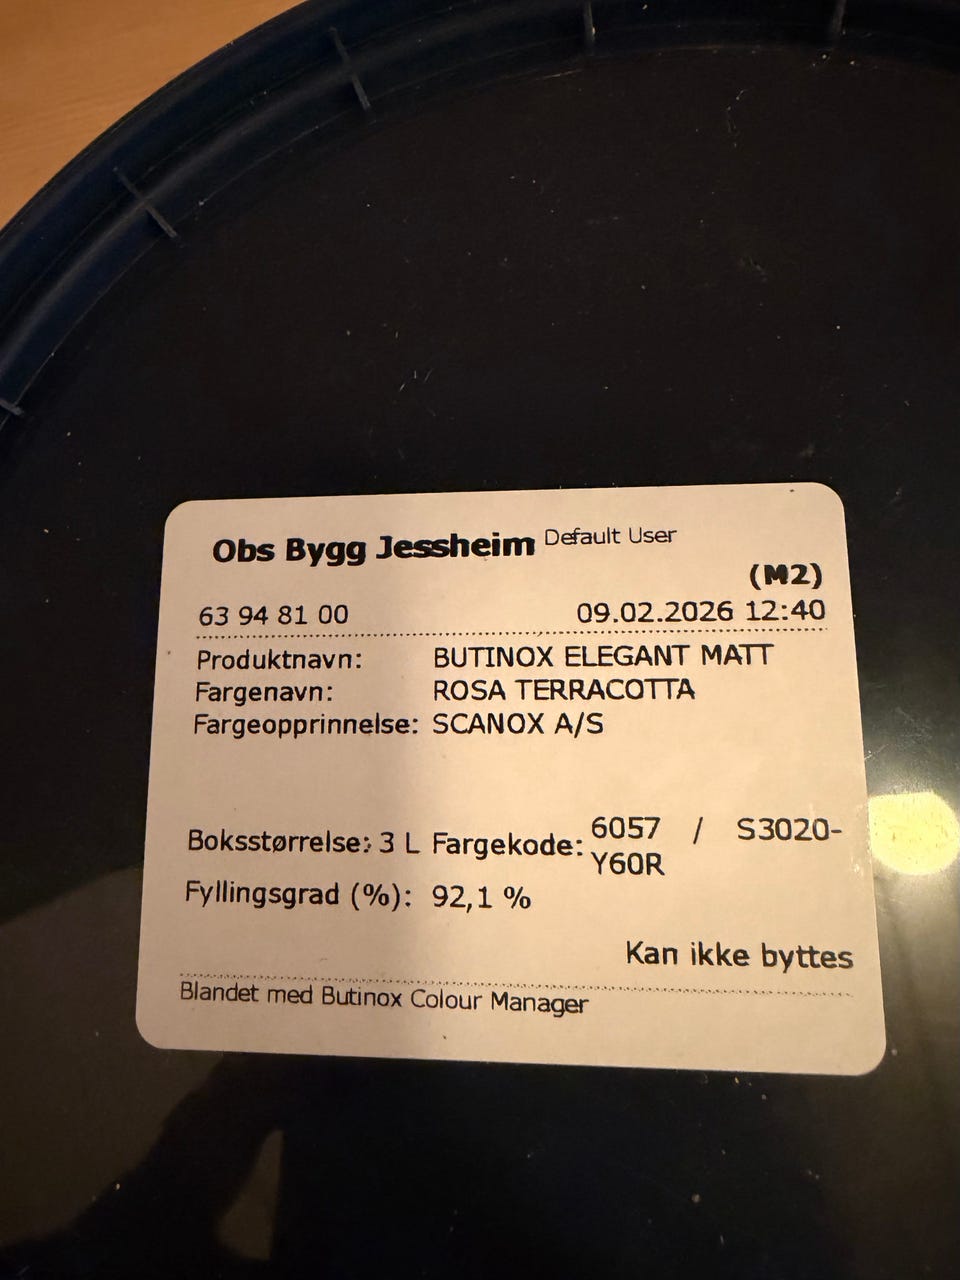 Obs Bygg Jessheim Default User
(M2)
63 94 81 00 09.02.2026 12:40
Produktnavn: BUTINOX ELEGANT MATT
Fargenavn: ROSA TERRACOTTA
Fargeopprinnelse: SCANOX A/S
Boksstørrelse: 3 L Fargekode: 6057 / S3020-
Y60R
Fyllingsgrad (%): 92,1 %
Kan ikke byttes
Blandet med Butinox Colour Manager